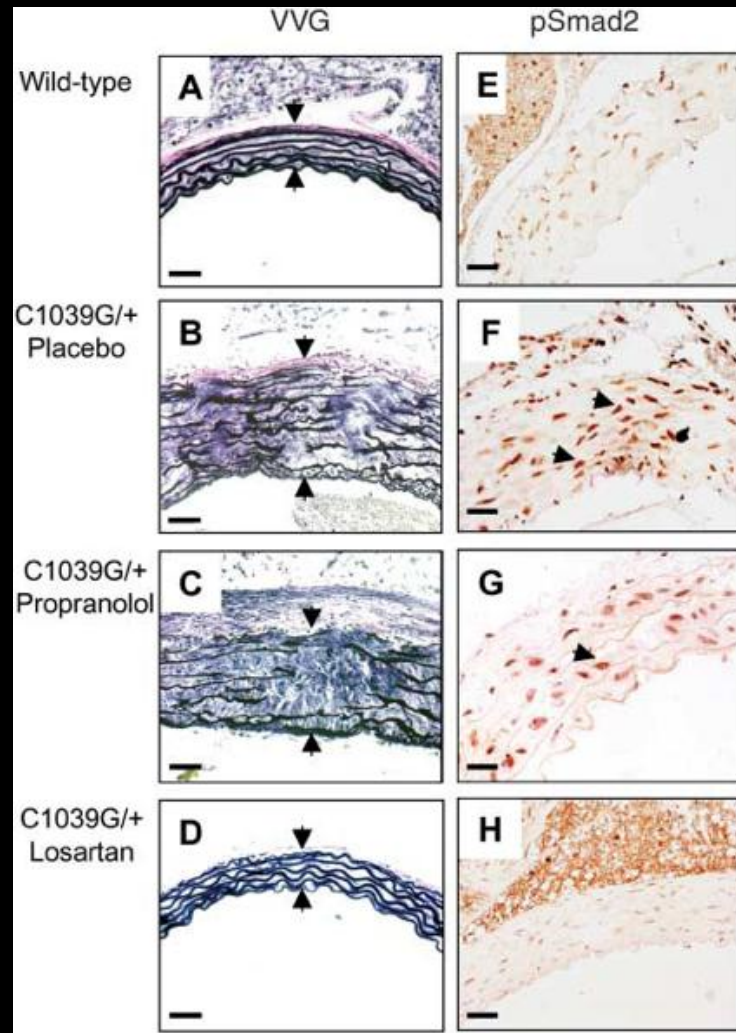 VVG pSmad2
Wild-type
A E
C1039G/+
Placebo
B F
C1039G/+
Propranolol
C G
C1039G/+
Losartan
D H